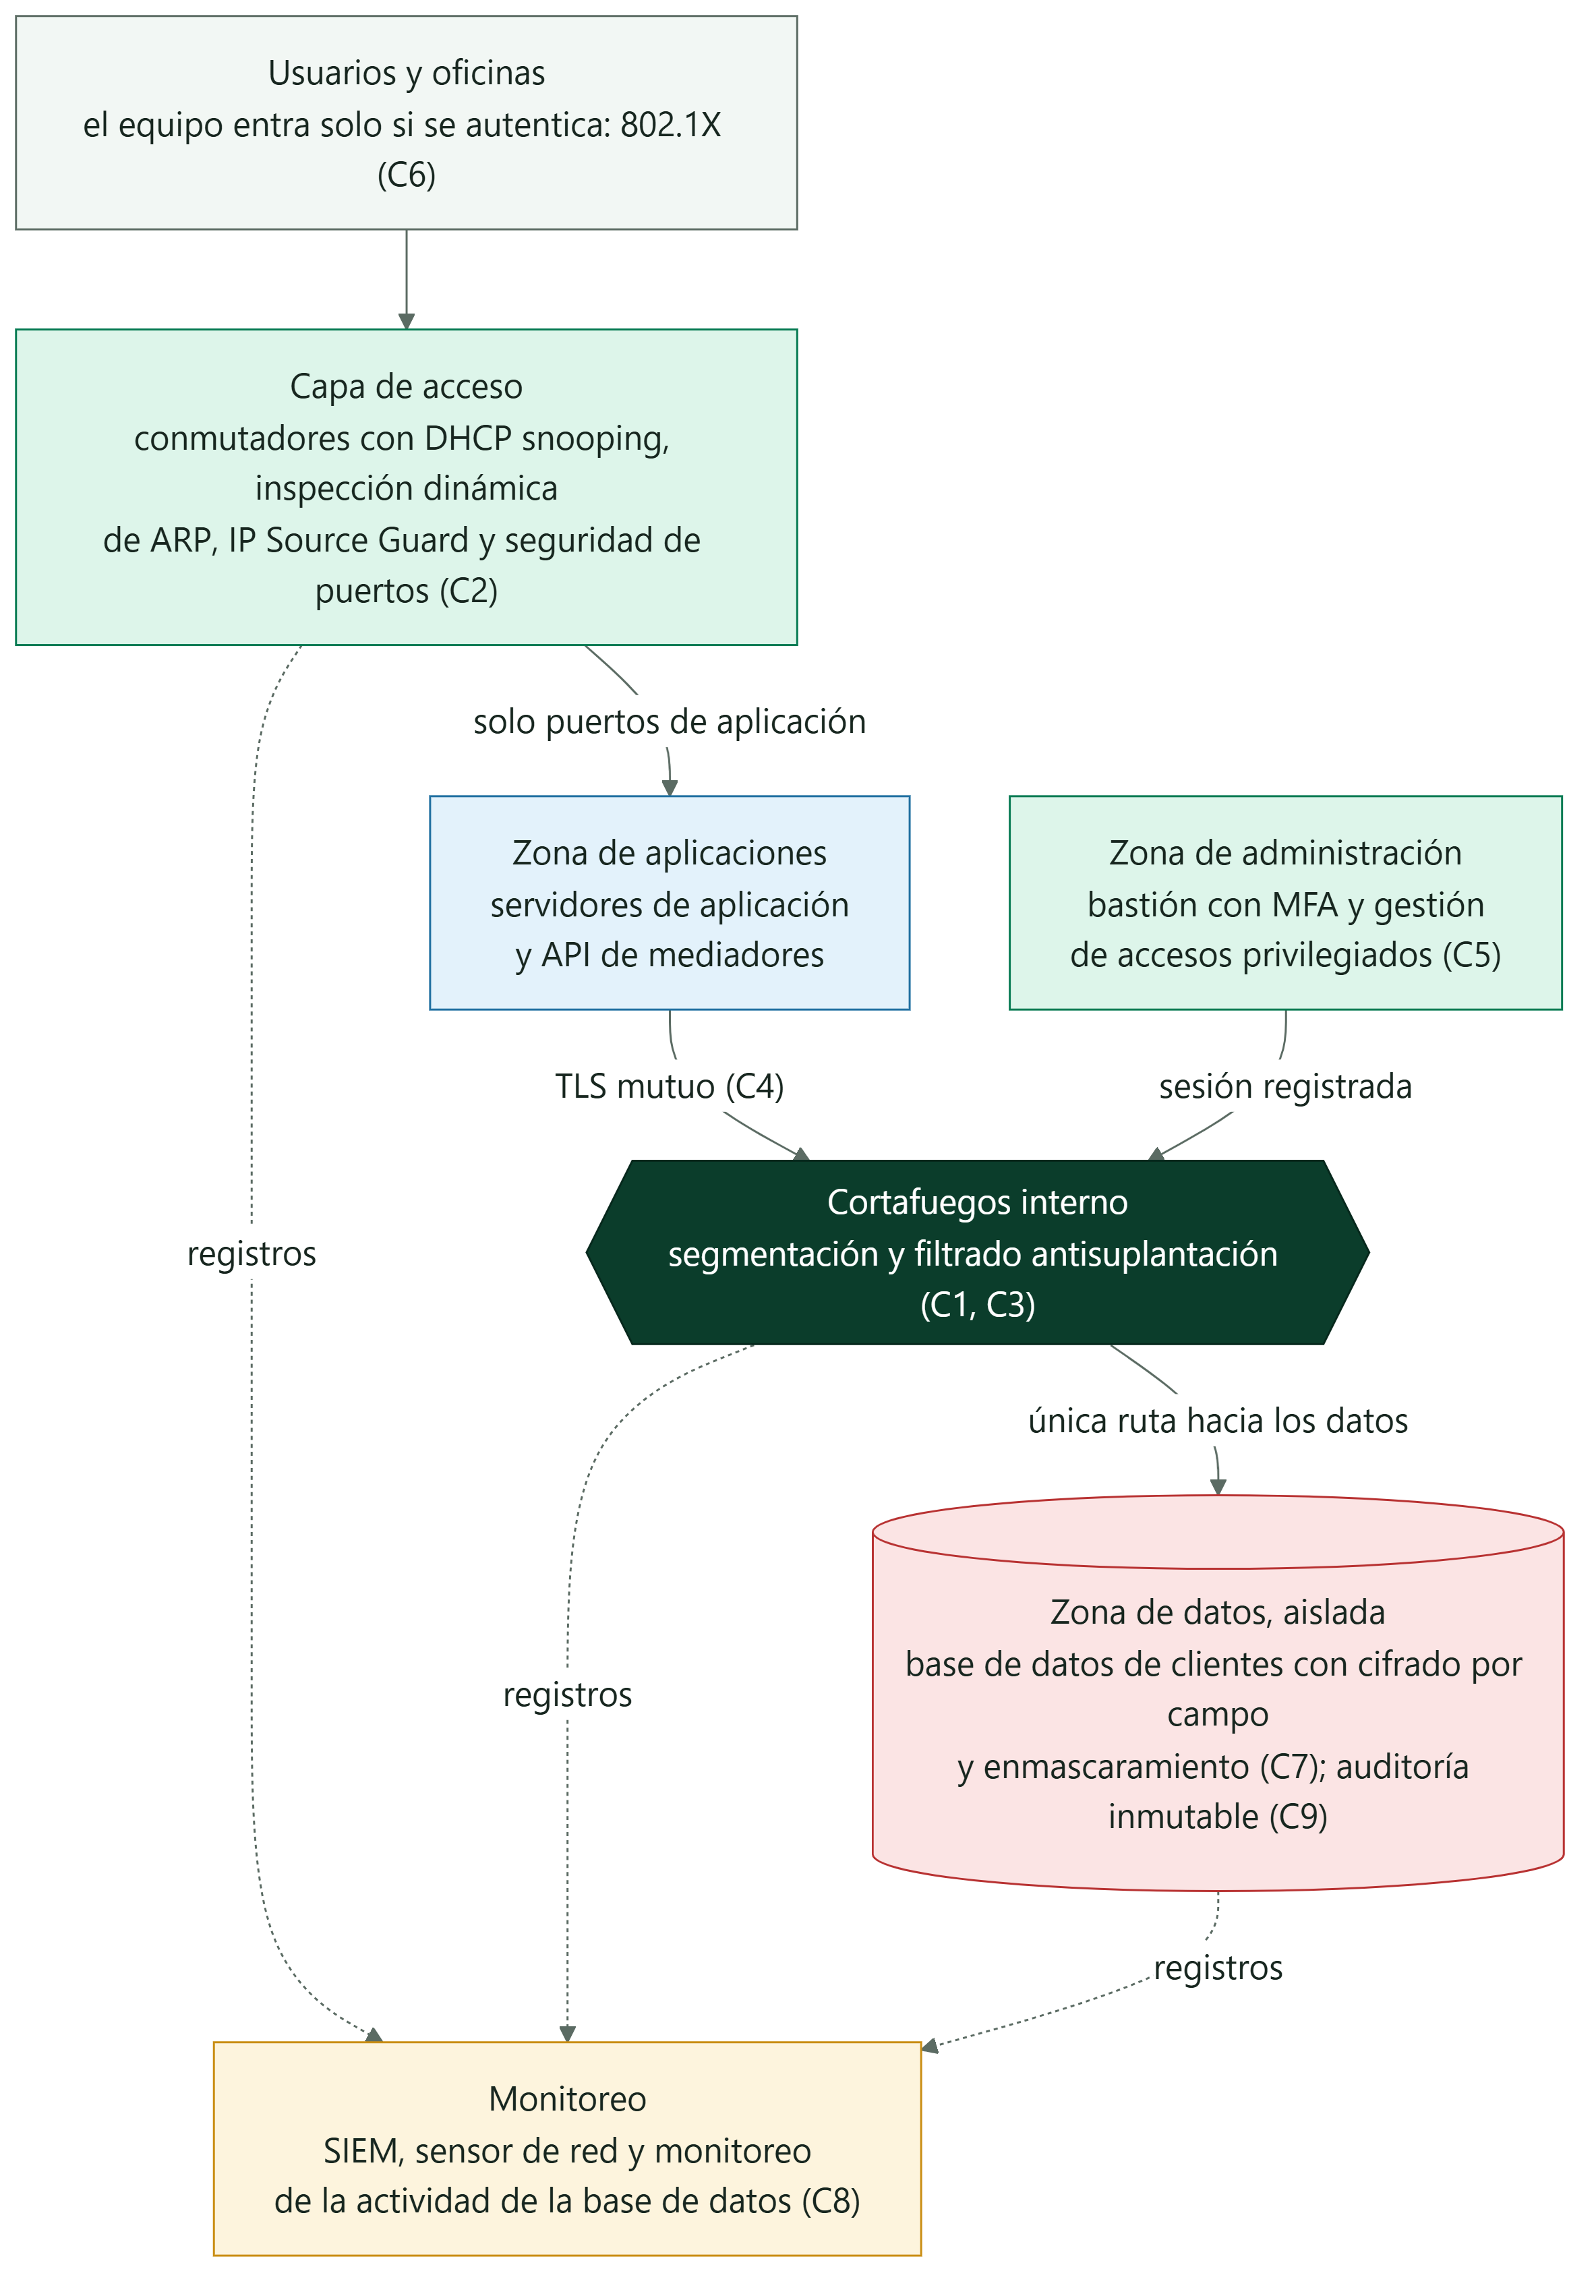 Usuarios y oficinas
el equipo entra solo si se autentica: 802.1X
(C6)
Capa de acceso
conmutadores con DHCP snooping,
inspección dinámica
de ARP, IP Source Guard y seguridad de
puertos (C2)
solo puertos de aplicación
Zona de aplicaciones
servidores de aplicación
y API de mediadores
Zona de administración
bastión con MFA y gestión
de accesos privilegiados (C5)
TLS mutuo (C4)
sesión registrada
Cortafuegos interno
segmentación y filtrado antisuplantación
(C1, C3)
registros
única ruta hacia los datos
Zona de datos, aislada
base de datos de clientes con cifrado por
campo
y enmascaramiento (C7); auditoría
inmutable (C9)
registros
registros
Monitoreo
SIEM, sensor de red y monitoreo
de la actividad de la base de datos (C8)